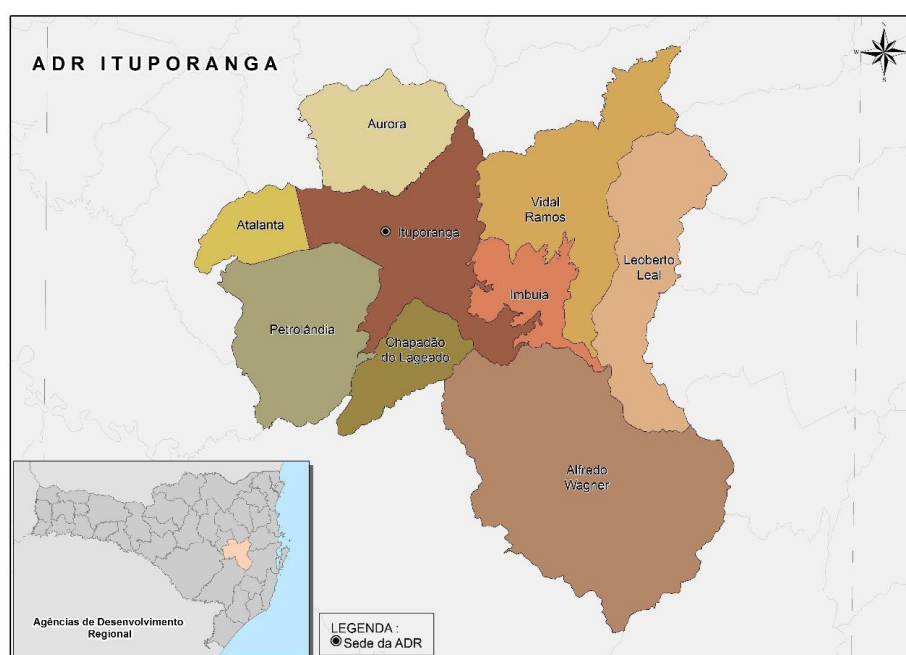 ADR ITUPORANGA
N
W
E
S
Aurora
Atalanta
Ituporanga
Vidal
Ramos
Leoberto
Leal
Imbuia
Petrolândia
Chapadão
do Lageado
Alfredo
Wagner
Agências de Desenvolvimento
Regional
LEGENDA :
Sede da ADR